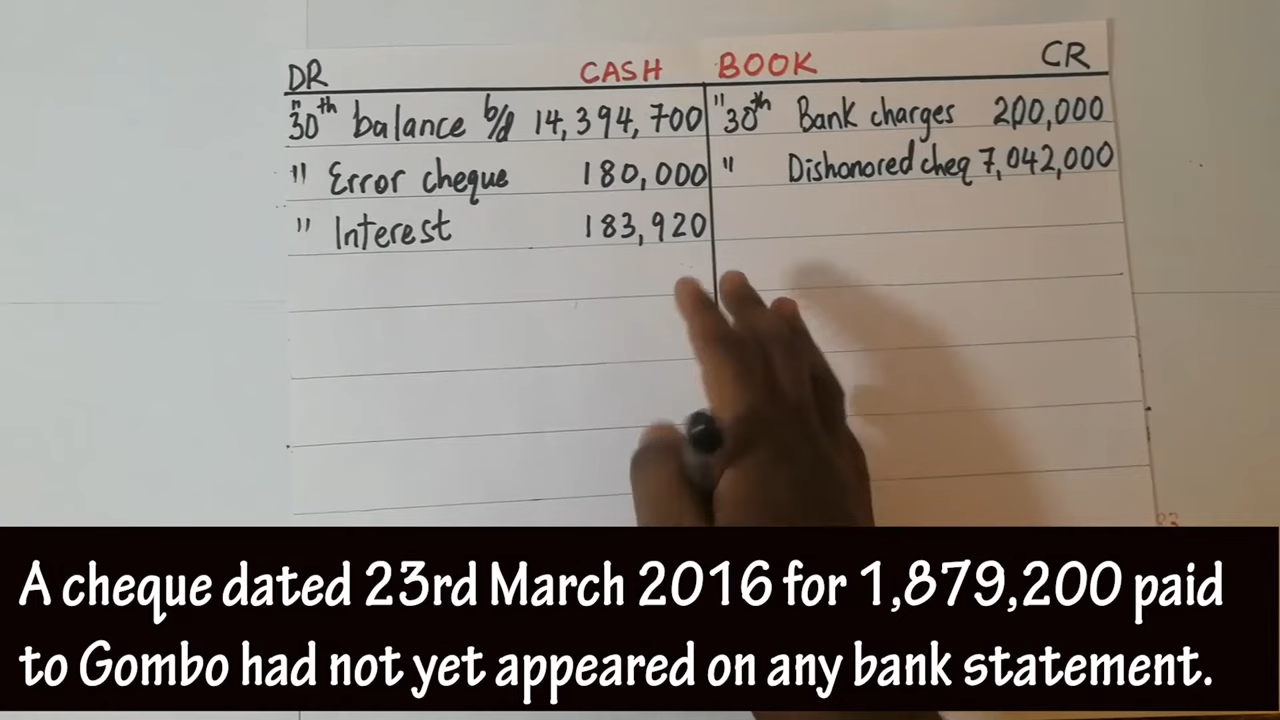 DR CASH BOOK CR
"30th balance b/d 14,394,700 "30th Bank charges 200,000
" Error cheque 180,000 " Dishonored cheq 7,042,000
" Interest 183,920
A cheque dated 23rd March 2016 for 1,879,200 paid
to Gombo had not yet appeared on any bank statement.